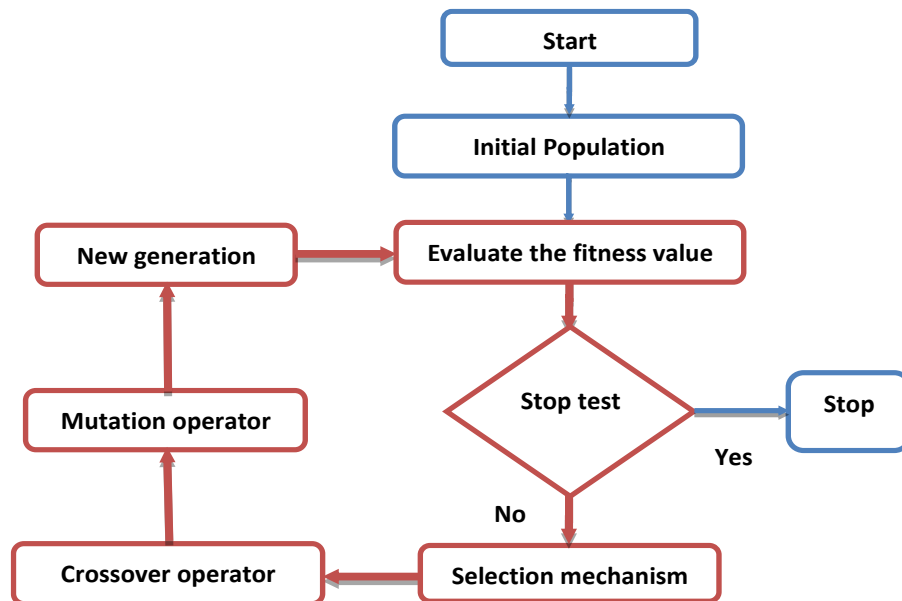 Start
Initial Population
New generation
Evaluate the fitness value
Stop test
Stop
Mutation operator
Yes
No
Crossover operator
Selection mechanism